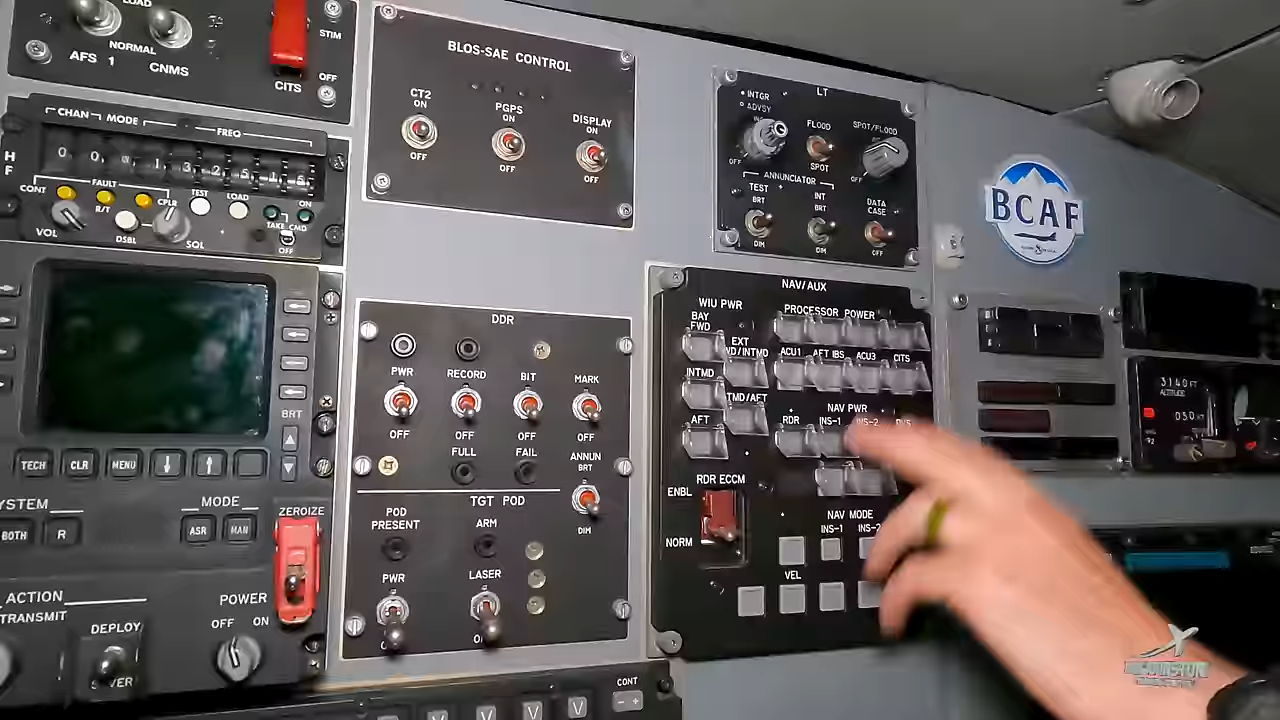 LOAD
NORMAL
AFS 1
CNMS
STIM
OFF
CITS
BLOS-SAE CONTROL
CT2
ON
OFF
PGPS
ON
OFF
DISPLAY
ON
OFF
LT
INTGR
ADVSY
OFF
FLOOD
SPOT
SPOT/FLOOD
OFF
ANNUNCIATOR
TEST
BRT
DIM
INT
BRT
DIM
DATA
CASE
OFF
BCAF
CHAN
MODE
FREQ
HF
CONT
FAULT
R/T
CPLR
TEST
LOAD
ON
TAKE CMD
OFF
VOL
DSBL
SOL
BRT
TECH
CLR
MENU
SYSTEM
BOTH
R
MODE
ASR
MAN
ZEROIZE
ACTION
TRANSMIT
DEPLOY
POWER
OFF
ON
DDR
PWR
OFF
RECORD
OFF
BIT
OFF
MARK
OFF
FULL
FAIL
ANNUN
BRT
DIM
TGT POD
POD
PRESENT
ARM
PWR
LASER
NAV/AUX
WIU PWR
PROCESSOR POWER
BAY
FWD
EXT
INTMD
AFT
ACU1
AFT IBS
ACU3
CITS
NAV PWR
RDR
INS-1
INS-2
RDR ECCM
ENBL
NORM
NAV MODE
INS-1
INS-2
VEL
3140 FT
ALTITUDE
CONT